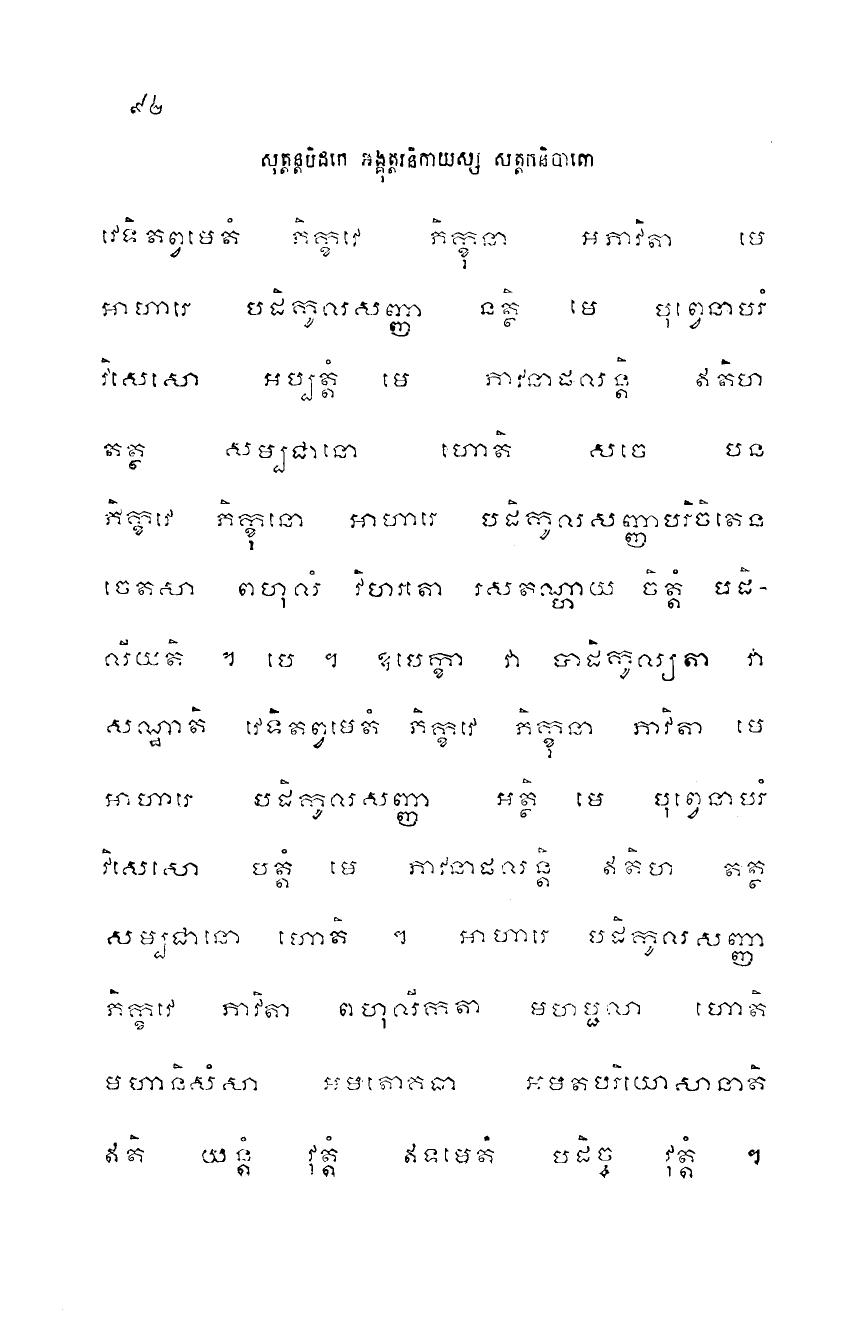 ៩៤
សុត្តន្តបិដកេ អង្គុត្តរនិកាយស្ស សត្តកនិបាតោ
វេទិតព្វមេតំ ភិក្ខវេ ភិក្ខុនា អភាវិតា មេ
អាហារេ បដិកូលសញ្ញា នត្ថិ មេ បុព្វេនាបរំ
វិសេសោ អប្បត្តំ មេ ភាវនាផលន្តិ ឥតិហ
តត្ថ សម្បជានោ ហោតិ សចេ បន
ភិក្ខវេ ភិក្ខុនោ អាហារេ បដិកូលសញ្ញាបរិចិតេន
ចេតសា ពហុលំ វិហរតោ រសតណ្ហាយ ចិត្តំ បដិ-
លីយតិ ។ បេ ។ ឧបេក្ខា វា បាដិកូល្យតា វា
សណ្ឋាតិ វេទិតព្វមេតំ ភិក្ខវេ ភិក្ខុនា ភាវិតា មេ
អាហារេ បដិកូលសញ្ញា អត្ថិ មេ បុព្វេនាបរំ
វិសេសោ បត្តំ មេ ភាវនាផលន្តិ ឥតិហ តត្ថ
សម្បជានោ ហោតិ ។ អាហារេ បដិកូលសញ្ញា
ភិក្ខវេ ភាវិតា ពហុលីកតា មហប្ផលា ហោតិ
មហានិសំសា អមតោគធា អមតបរិយោសានាតិ
ឥតិ យន្តំ វុត្តំ ឥទមេតំ បដិច្ច វុត្តំ ។